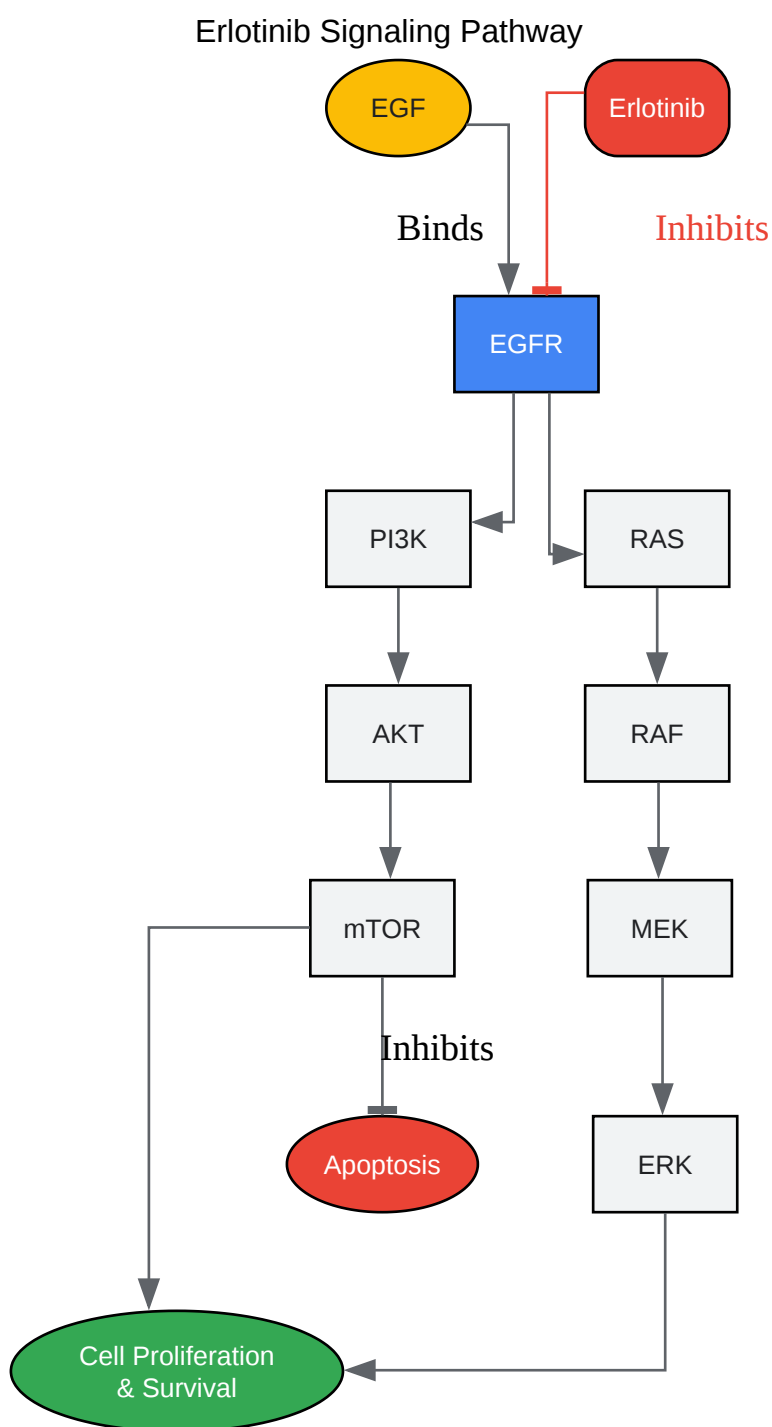 Erlotinib Signaling Pathway
EGF
Erlotinib
Binds
Inhibits
EGFR
PI3K
RAS
AKT
RAF
mTOR
MEK
Inhibits
Apoptosis
ERK
Cell Proliferation
& Survival